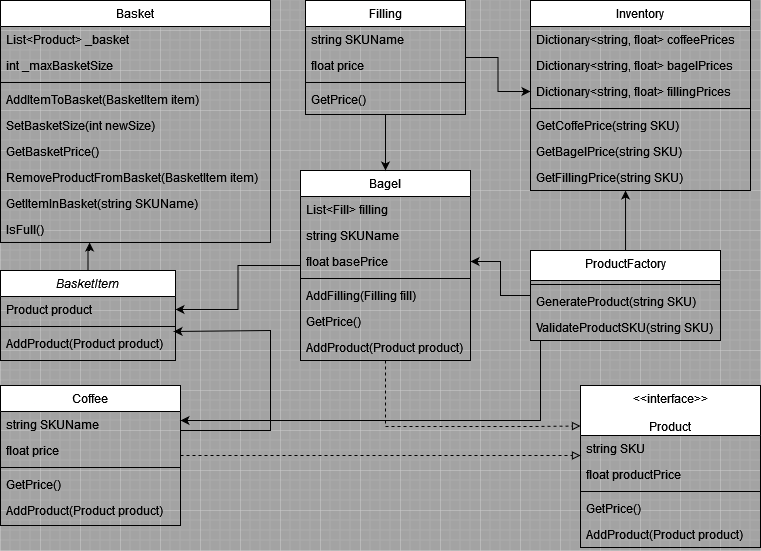 Basket
List<Product> _basket
int _maxBasketSize
AddItemToBasket(BasketItem item)
SetBasketSize(int newSize)
GetBasketPrice()
RemoveProductFromBasket(BasketItem item)
GetItemInBasket(string SKUName)
IsFull()
Filling
string SKUName
float price
GetPrice()
Inventory
Dictionary<string, float> coffeePrices
Dictionary<string, float> bagelPrices
Dictionary<string, float> fillingPrices
GetCoffePrice(string SKU)
GetBagelPrice(string SKU)
GetFillingPrice(string SKU)
Bagel
List<Fill> filling
string SKUName
float basePrice
AddFilling(Filling fill)
GetPrice()
AddProduct(Product product)
ProductFactory
GenerateProduct(string SKU)
ValidateProductSKU(string SKU)
BasketItem
Product product
AddProduct(Product product)
Coffee
string SKUName
float price
GetPrice()
AddProduct(Product product)
<<interface>>
Product
string SKU
float productPrice
GetPrice()
AddProduct(Product product)